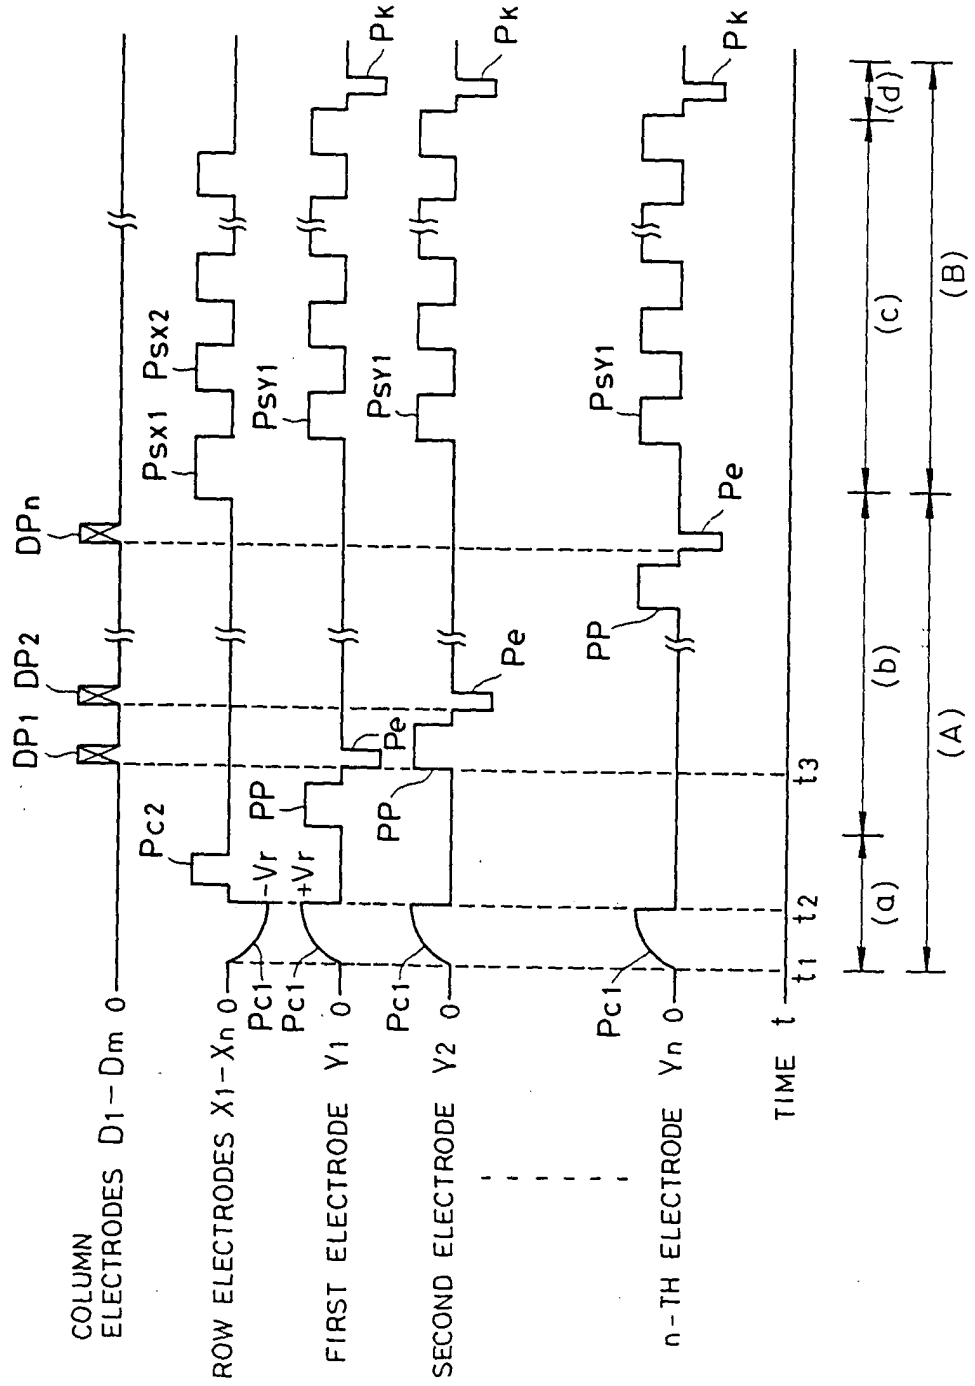 COLUMN
ELECTRODES D1-Dm 0
DP1 DP2 DPn
ROW ELECTRODES X1-Xn 0
Pc1 -Vr Pc2 Psx1 Psx2
FIRST ELECTRODE Y1 0
Pc1 +Vr PP Pe PsY1 Pk
SECOND ELECTRODE Y2 0
Pc1 PP Pe PsY1 Pk
n-TH ELECTRODE Yn 0
Pc1 PP Pe PsY1 Pk
TIME t t1 t2 t3
(a) (b) (c) (d)
(A) (B)